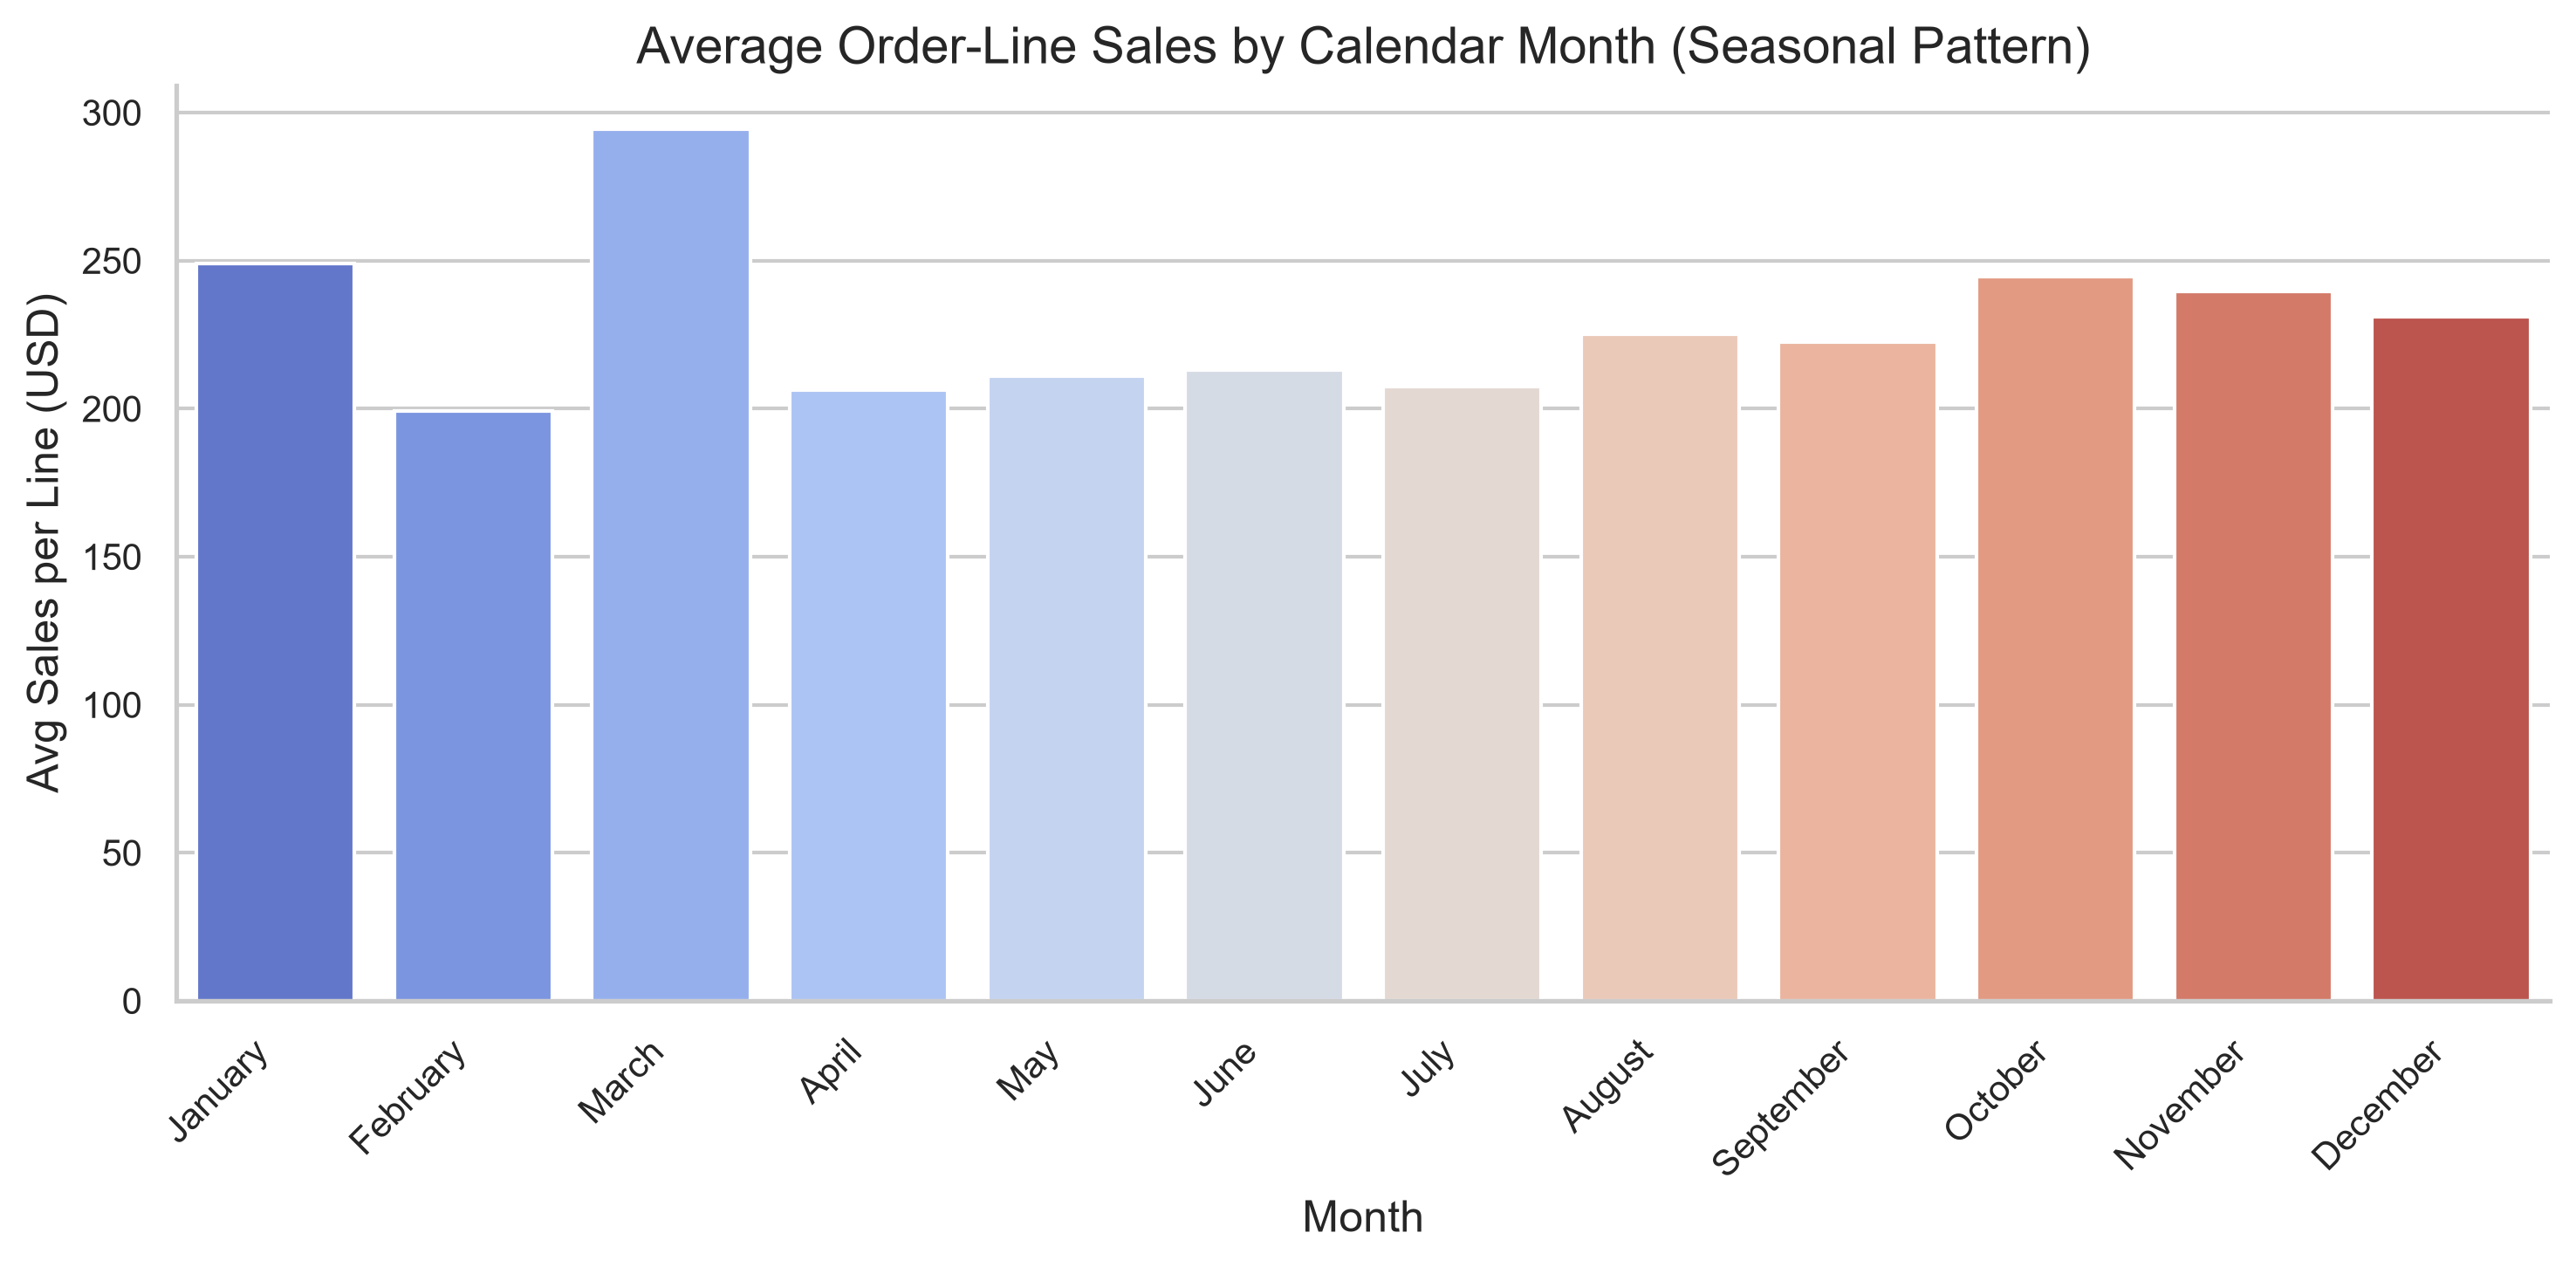 Average Order-Line Sales by Calendar Month (Seasonal Pattern)
Avg Sales per Line (USD)
300
250
200
150
100
50
0
January
February
March
April
May
June
July
August
September
October
November
December
Month